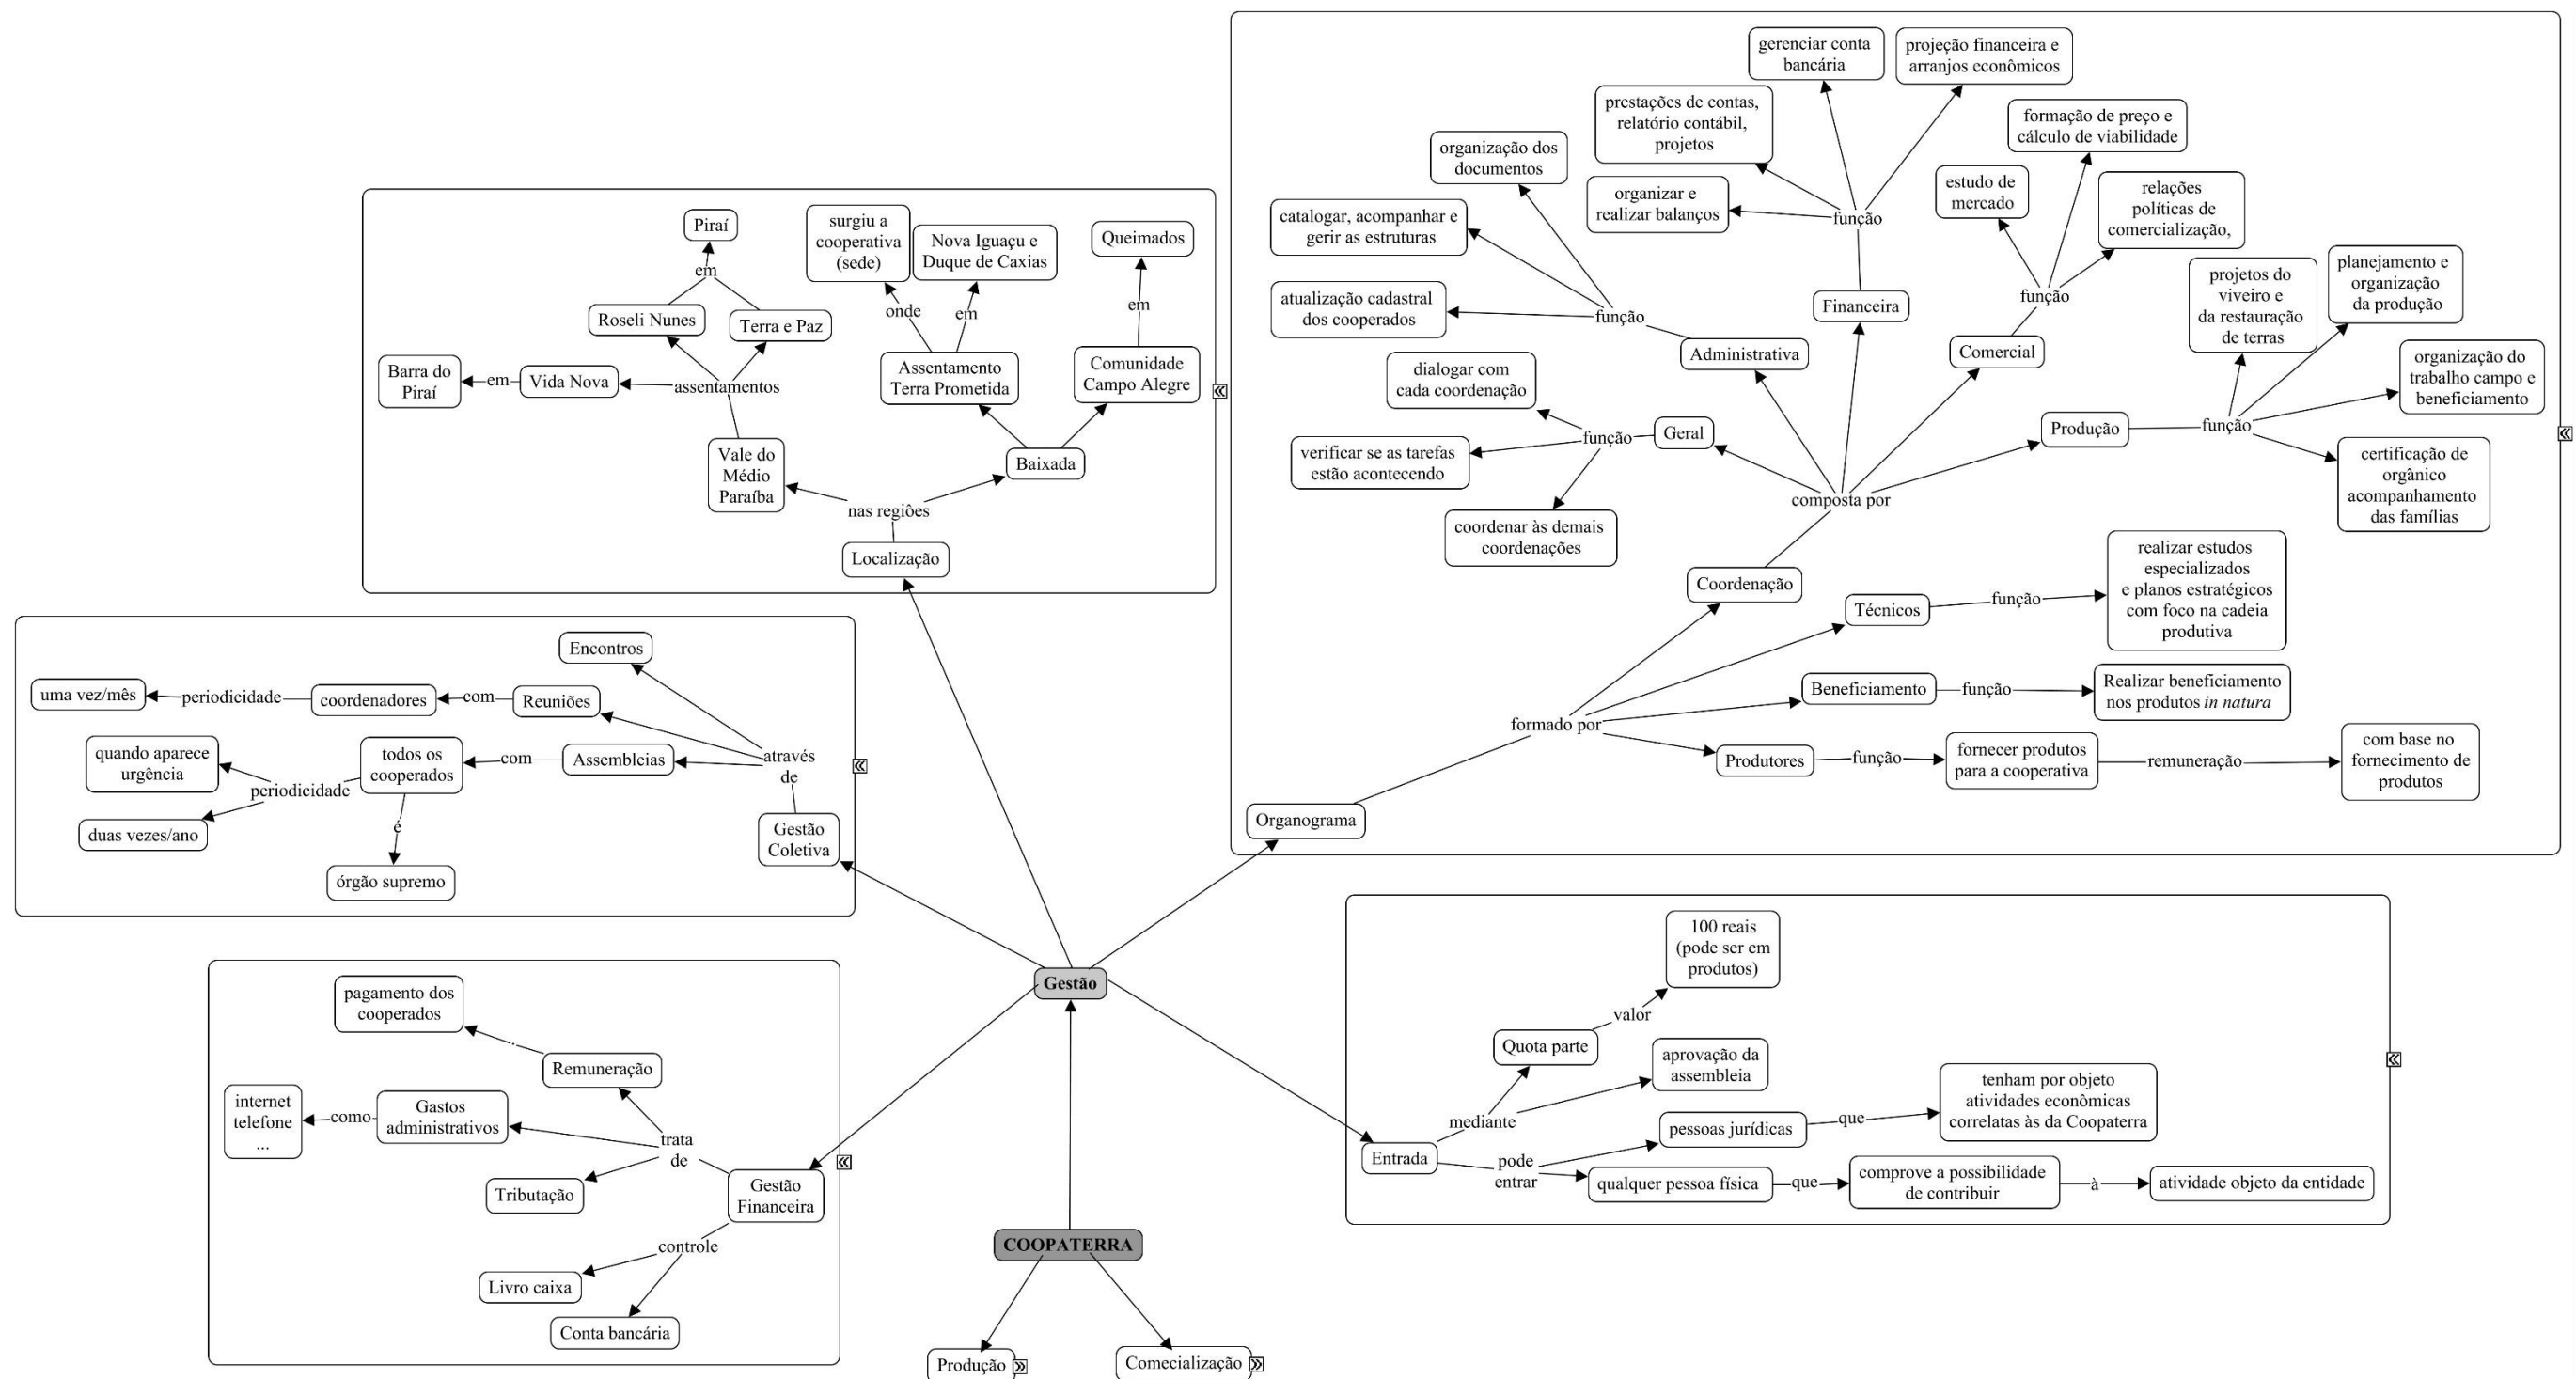 gerenciar conta
bancária
projeção financeira e
arranjos econômicos
prestações de contas,
relatório contábil,
projetos
formação de preço e
cálculo de viabilidade
organização dos
documentos
organizar e
realizar balanços
função
estudo de
mercado
relações
políticas de
comercialização,
catalogar, acompanhar e
gerir as estruturas
atualização cadastral
dos cooperados
função
Financeira
função
projetos do
viveiro e
da restauração
de terras
planejamento e
organização
da produção
Administrativa
Comercial
organização do
trabalho campo e
beneficiamento
dialogar com
cada coordenação
função
Geral
Produção
função
verificar se as tarefas
estão acontecendo
certificação de
orgânico
acompanhamento
das famílias
composta por
coordenar às demais
coordenações
Coordenação
realizar estudos
especializados
e planos estratégicos
com foco na cadeia
produtiva
Técnicos
função
Beneficiamento
função
Realizar beneficiamento
nos produtos in natura
formado por
Produtores
função
fornecer produtos
para a cooperativa
remuneração
com base no
fornecimento de
produtos
Organograma
Piraí
surgiu a
cooperativa
(sede)
Nova Iguaçu e
Duque de Caxias
Queimados
em
Roseli Nunes
Terra e Paz
onde
em
em
Barra do
Piraí
em
Vida Nova
assentamentos
Assentamento
Terra Prometida
Comunidade
Campo Alegre
Vale do
Médio
Paraíba
Baixada
nas regiões
Localização
Encontros
uma vez/mês
periodicidade
coordenadores
com
Reuniões
quando aparece
urgência
todos os
cooperados
com
Assembleias
através
de
periodicidade
duas vezes/ano
é
Gestão
Coletiva
órgão supremo
Gestão
100 reais
(pode ser em
produtos)
valor
Quota parte
aprovação da
assembleia
mediante
pessoas jurídicas
que
tenham por objeto
atividades econômicas
correlatas às da Coopaterra
Entrada
pode
entrar
qualquer pessoa física
que
comprove a possibilidade
de contribuir
à
atividade objeto da entidade
pagamento dos
cooperados
.
Remuneração
internet
telefone
...
como
Gastos
administrativos
trata
de
Tributação
Gestão
Financeira
controle
Livro caixa
Conta bancária
COOPATERRA
Produção
Comecialização